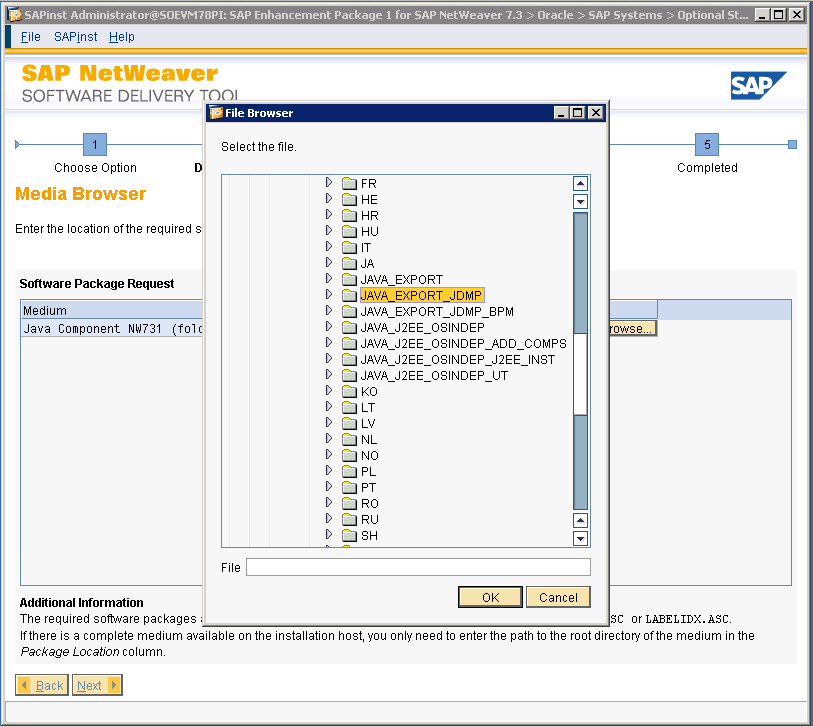 SAPinst Administrator@SOEVM78PI: SAP Enhancement Package 1 for SAP NetWeaver 7.3 > Oracle > SAP Systems > Optional St...
File SAPinst Help
SAP NetWeaver
SOFTWARE DELIVERY TOOL
SAP
1
5
Choose Option
Completed
Media Browser
Enter the location of the required s
Software Package Request
Medium
Java Component NW731 (folc
rowse...
File Browser
Select the file.
FR
HE
HR
HU
IT
JA
JAVA_EXPORT
JAVA_EXPORT_JDMP
JAVA_EXPORT_JDMP_BPM
JAVA_J2EE_OSINDEP
JAVA_J2EE_OSINDEP_ADD_COMPS
JAVA_J2EE_OSINDEP_J2EE_INST
JAVA_J2EE_OSINDEP_UT
KO
LT
LV
NL
NO
PL
PT
RO
RU
SH
File
OK Cancel
Additional Information
The required software packages SC or LABELIDX.ASC.
If there is a complete medium available on the installation host, you only need to enter the path to the root directory of the medium in the
Package Location column.
Back Next